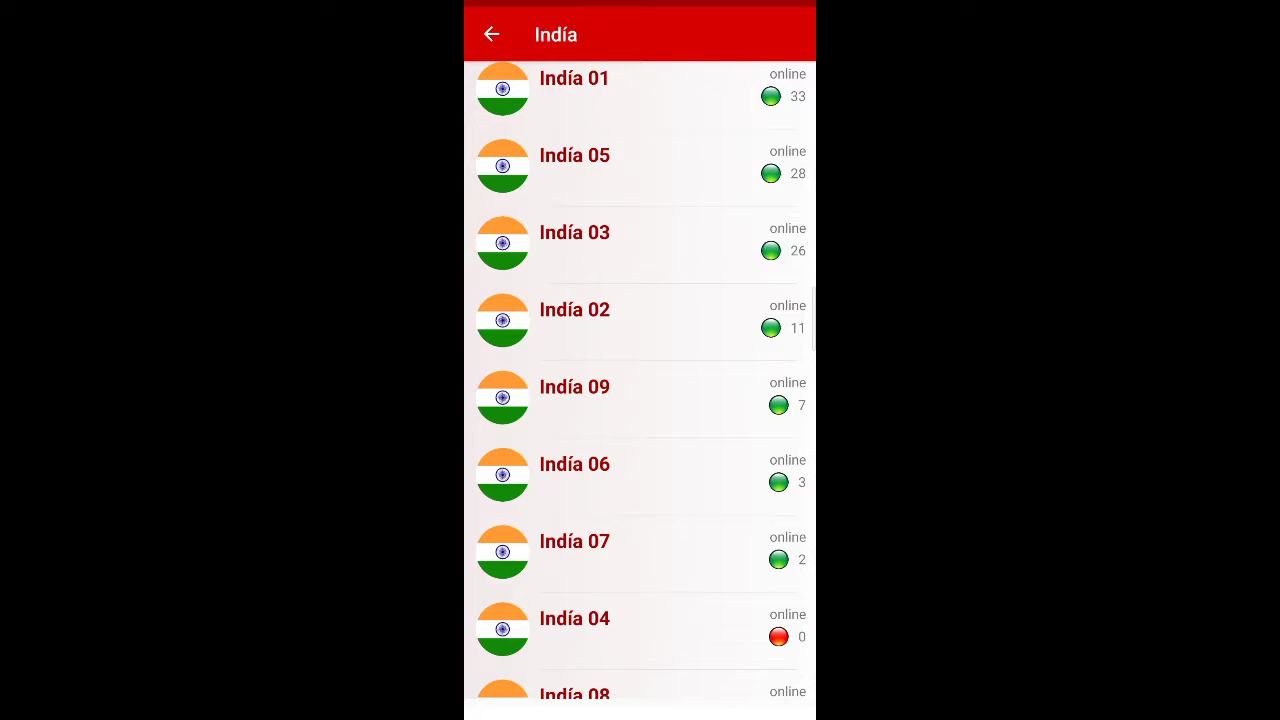 Indía
Indía 01
online
33
Indía 05
online
28
Indía 03
online
26
Indía 02
online
11
Indía 09
online
7
Indía 06
online
3
Indía 07
online
2
Indía 04
online
0
Indía 08
online